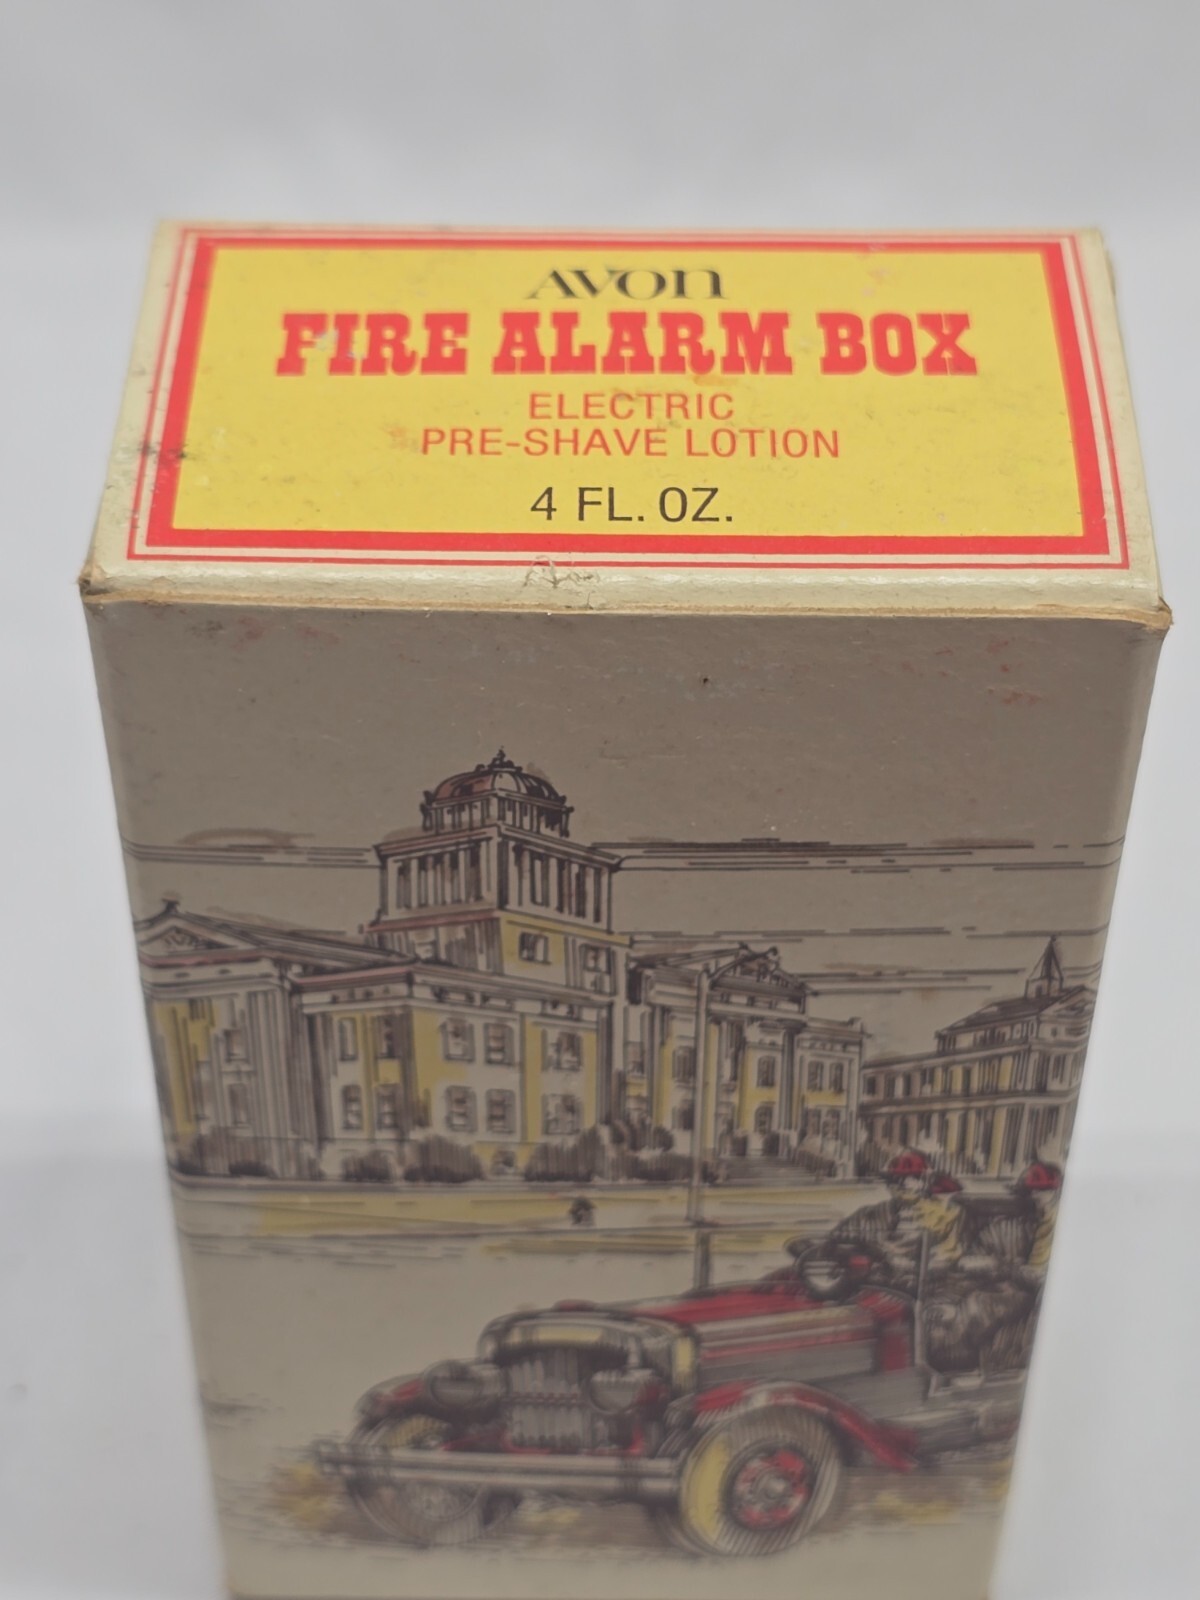 AVON
FIRE ALARM BOX
ELECTRIC
PRE-SHAVE LOTION
4 FL. OZ.